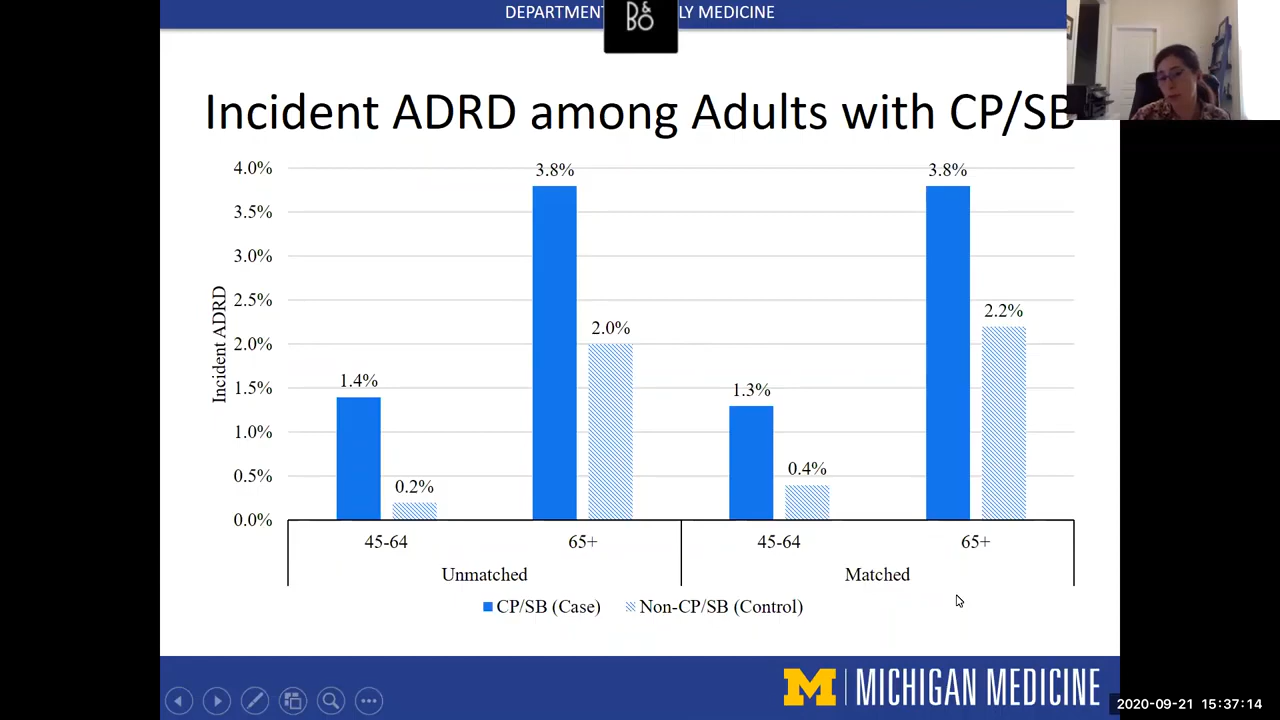 DEPARTMENT LY MEDICINE
D&
BO
Incident ADRD among Adults with CP/SB
4.0%
3.5%
3.0%
2.5%
2.0%
1.5%
1.0%
0.5%
0.0%
Incident ADRD
1.4%
0.2%
3.8%
2.0%
1.3%
0.4%
3.8%
2.2%
45-64
65+
45-64
65+
Unmatched
Matched
CP/SB (Case)
Non-CP/SB (Control)
M MICHIGAN MEDICINE
2020-09-21 15:37:14